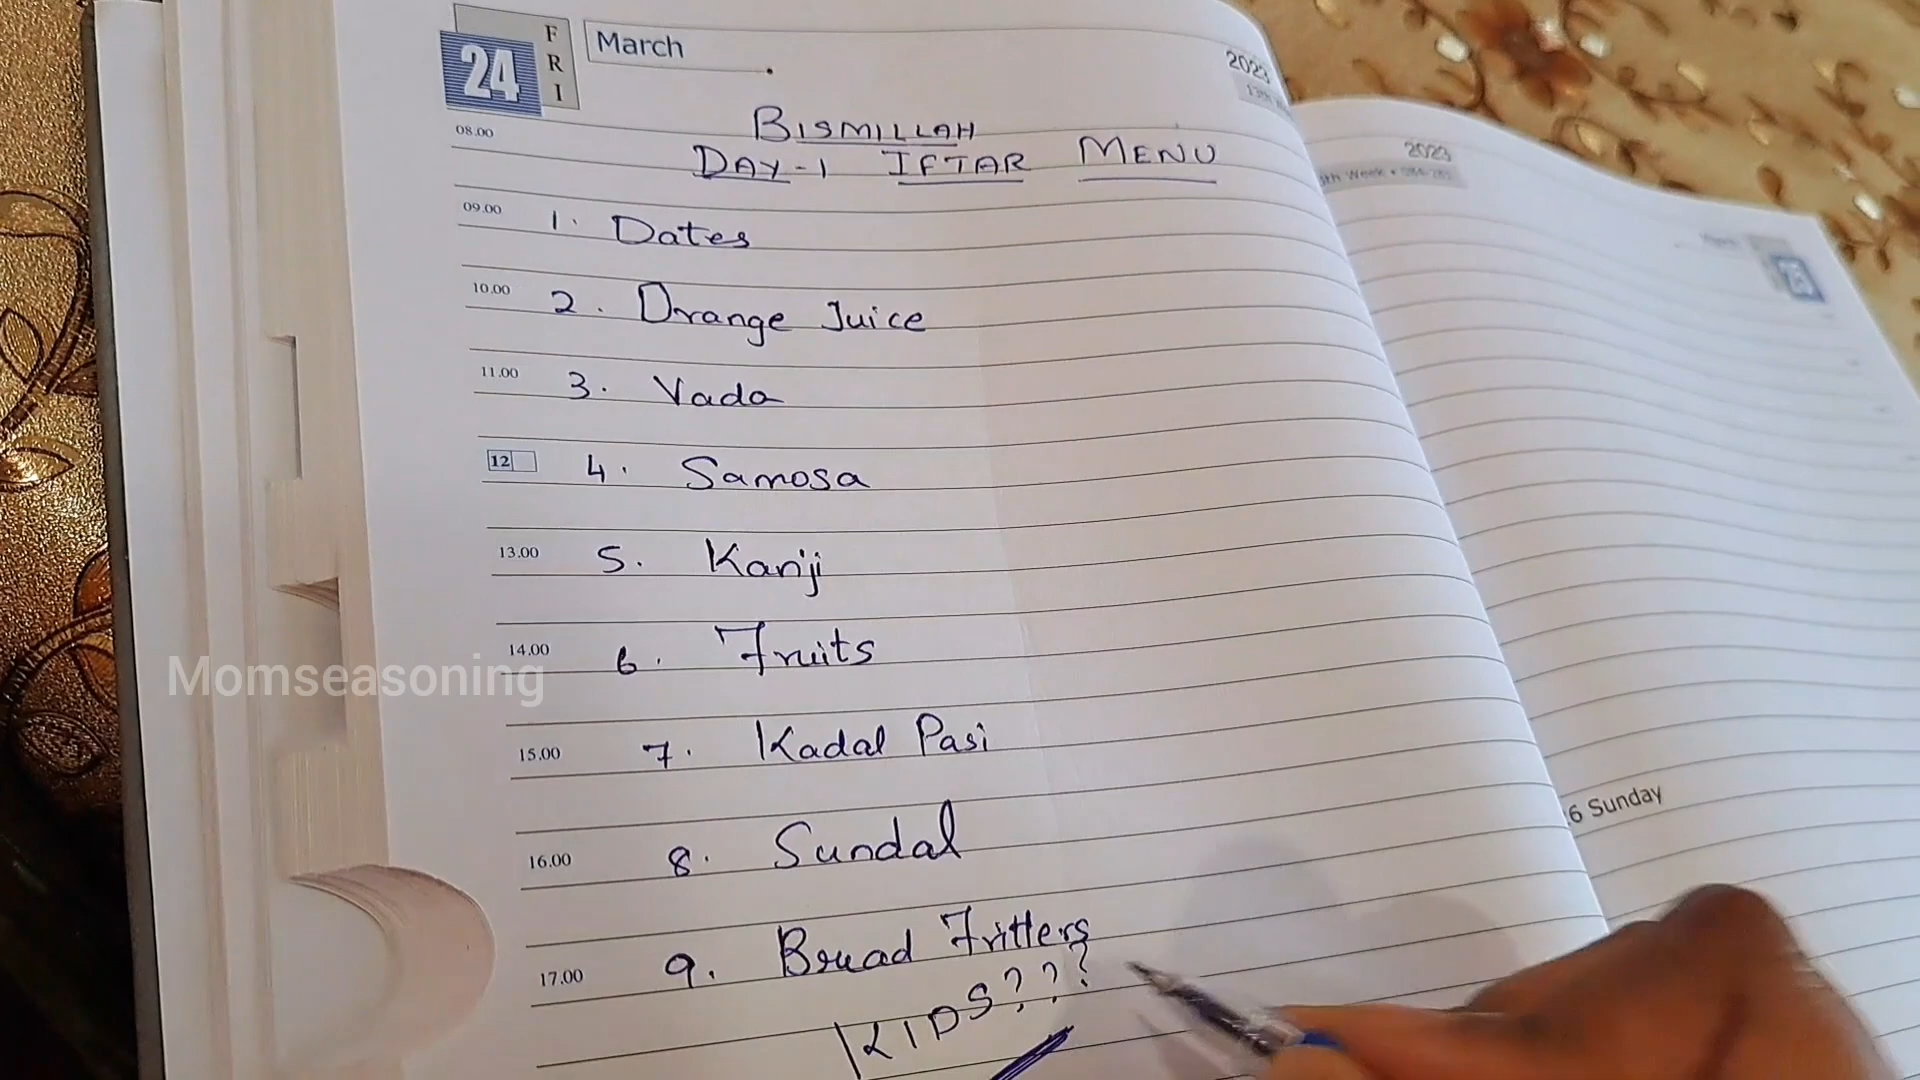 24
FRI
March
2023
BISMILLAH
DAY-1 IFTAR MENU
08.00
09.00 1. Dates
10.00 2. Orange Juice
11.00 3. Vada
12 4. Samosa
13.00 5. Kanji
14.00 6. Fruits
15.00 7. Kadal Pasi
16.00 8. Sundal
17.00 9. Bread Fritters
KIDS???
Momseasoning
2023
6 Sunday